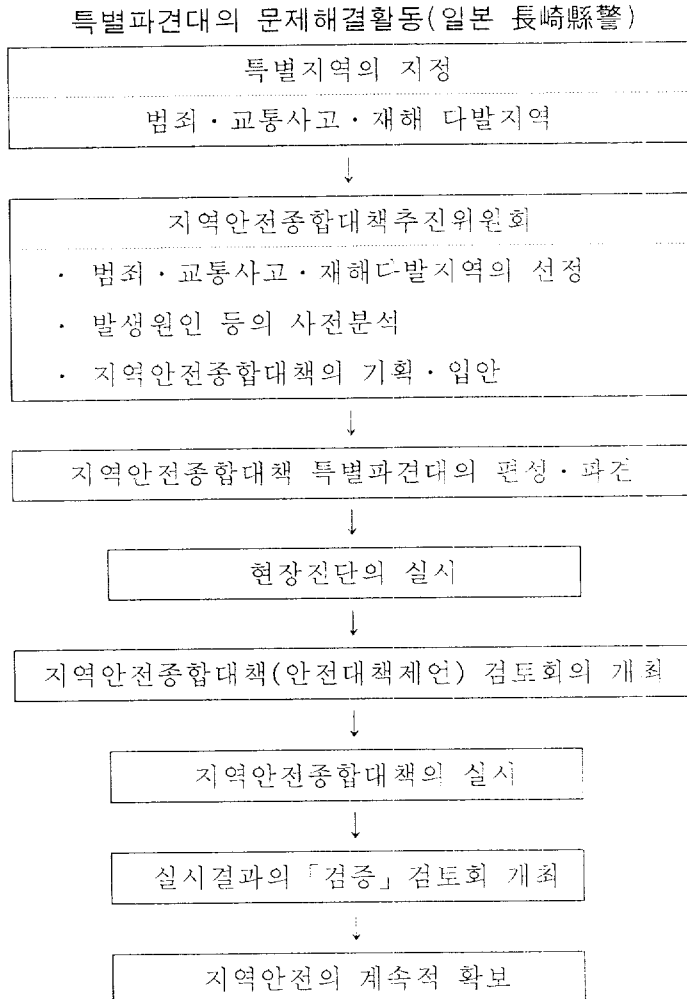 특별파견대의 문제해결활동(일본 長崎縣警)
특별지역의 지정
범죄·교통사고·재해 다발지역
↓
지역안전종합대책추진위원회
· 범죄·교통사고·재해다발지역의 선정
· 발생원인 등의 사전분석
· 지역안전종합대책의 기획·입안
↓
지역안전종합대책 특별파견대의 편성·파견
↓
현장진단의 실시
↓
지역안전종합대책(안전대책제언) 검토회의 개최
↓
지역안전종합대책의 실시
↓
실시결과의「검증」검토회 개최
↓
지역안전의 계속적 확보